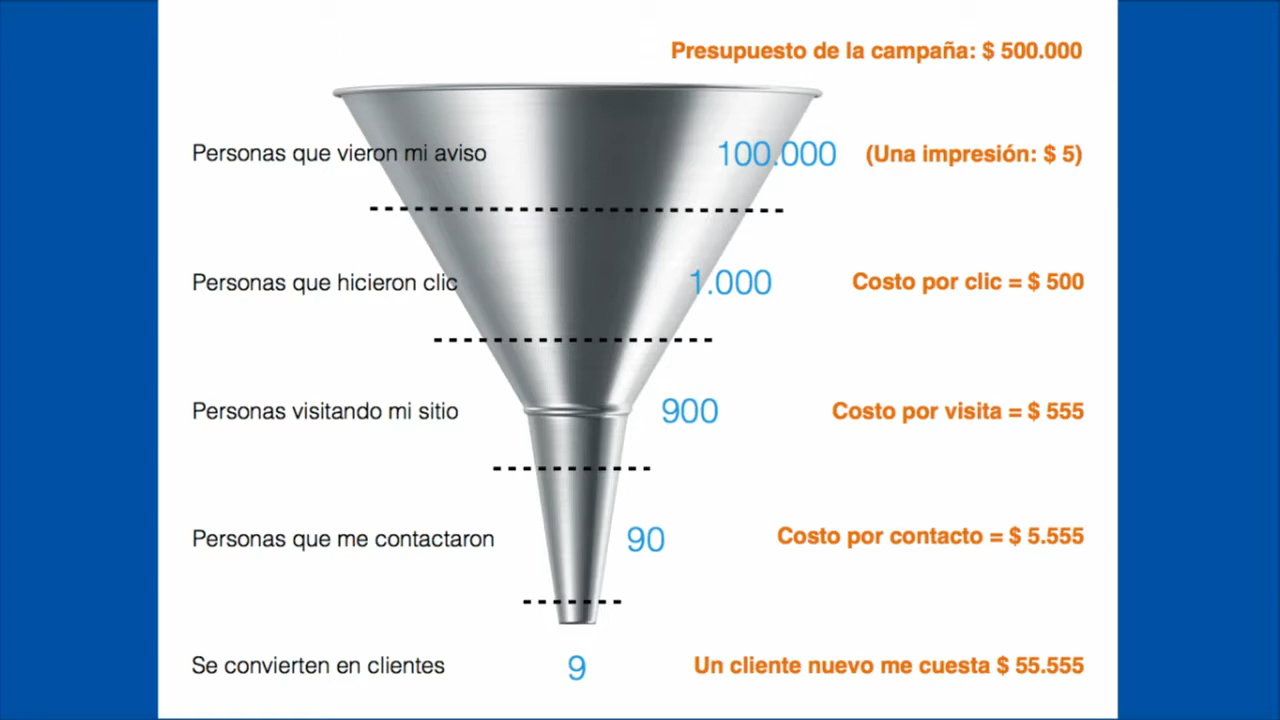 Presupuesto de la campaña: $ 500.000
Personas que vieron mi aviso 100.000 (Una impresión: $ 5)
Personas que hicieron clic 1.000 Costo por clic = $ 500
Personas visitando mi sitio 900 Costo por visita = $ 555
Personas que me contactaron 90 Costo por contacto = $ 5.555
Se convierten en clientes 9 Un cliente nuevo me cuesta $ 55.555